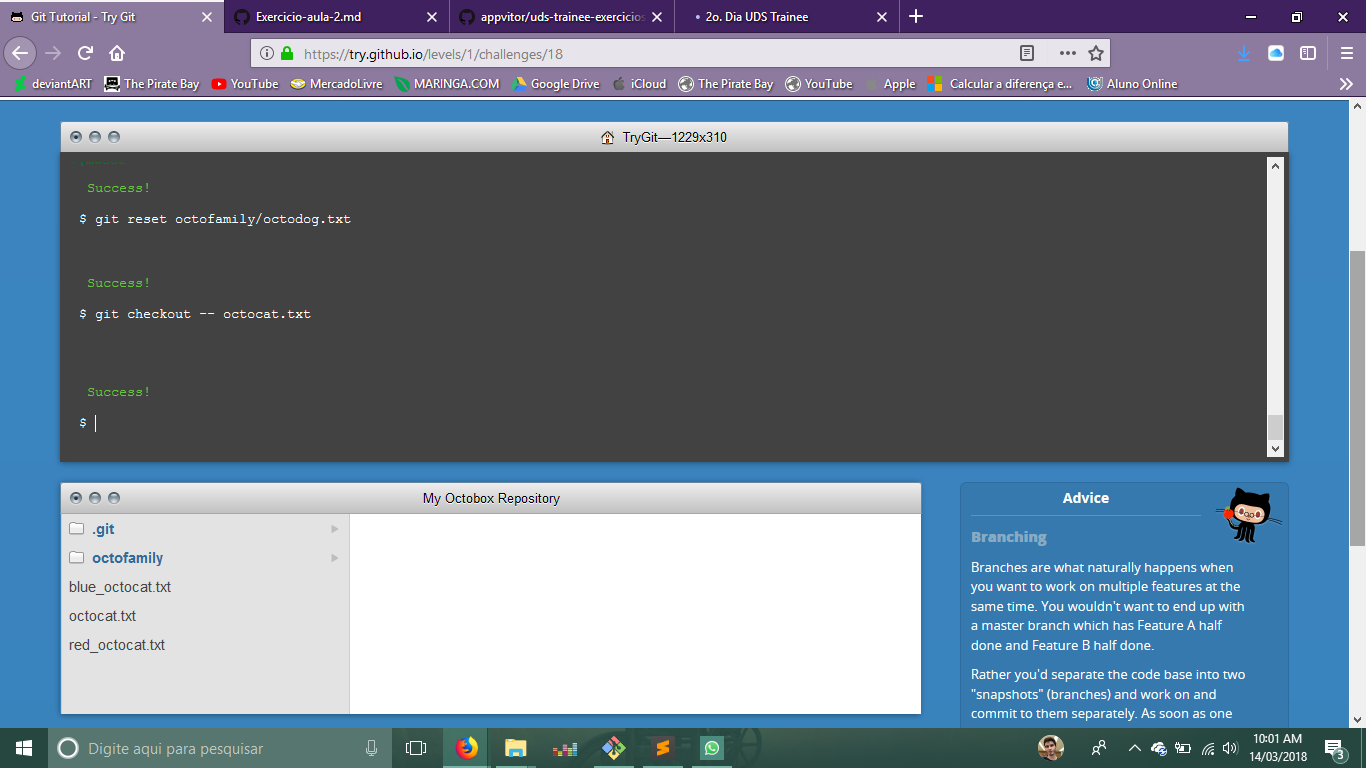 Git Tutorial - Try Git
Exercicio-aula-2.md
appvitor/uds-trainee-exercicios
2o. Dia UDS Trainee
https://try.github.io/levels/1/challenges/18
deviantART
The Pirate Bay
YouTube
MercadoLivre
MARINGA.COM
Google Drive
iCloud
The Pirate Bay
YouTube
Apple
Calcular a diferença e...
Aluno Online
TryGit—1229x310
Success!
$ git reset octofamily/octodog.txt
Success!
$ git checkout -- octocat.txt
Success!
$
My Octobox Repository
.git
octofamily
blue_octocat.txt
octocat.txt
red_octocat.txt
Advice
Branching
Branches are what naturally happens when
you want to work on multiple features at the
same time. You wouldn't want to end up with
a master branch which has Feature A half
done and Feature B half done.
Rather you'd separate the code base into two
"snapshots" (branches) and work on and
commit to them separately. As soon as one
Digite aqui para pesquisar
10:01 AM
14/03/2018
3